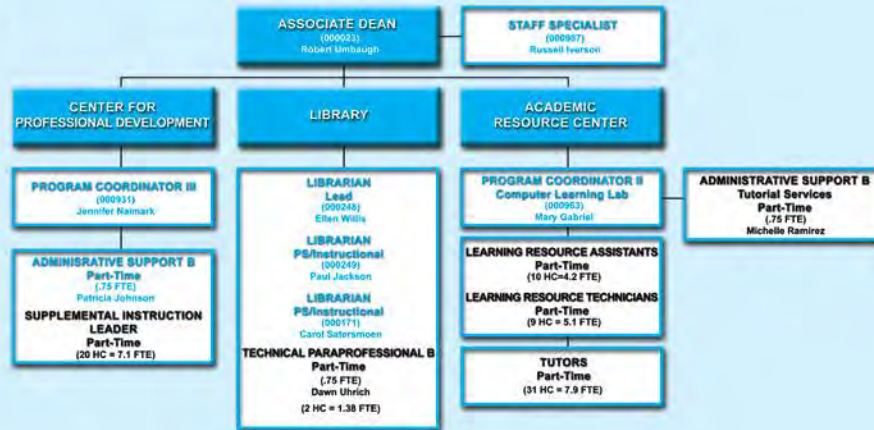 ASSOCIATE DEAN
(000023)
Robert Umbaugh
STAFF SPECIALIST
(000987)
Russell Iverson
CENTER FOR
PROFESSIONAL DEVELOPMENT
LIBRARY
ACADEMIC
RESOURCE CENTER
PROGRAM COORDINATOR III
(000931)
Jennifer Naimark
ADMINISRATIVE SUPPORT B
Part-Time
(.75 FTE)
Patricia Johnson
SUPPLEMENTAL INSTRUCTION
LEADER
Part-Time
(20 HC = 7.1 FTE)
LIBRARIAN
Lead
(000248)
Ellen Willis
LIBRARIAN
PS/Instructional
(000249)
Paul Jackson
LIBRARIAN
PS/Instructional
(000171)
Carol Satersmoen
TECHNICAL PARAPROFESSIONAL B
Part-Time
(.75 FTE)
Dawn Uhrich
(2 HC = 1.38 FTE)
PROGRAM COORDINATOR II
Computer Learning Lab
(000953)
Mary Gabriel
ADMINISTRATIVE SUPPORT B
Tutorial Services
Part-Time
(.75 FTE)
Michelle Ramirez
LEARNING RESOURCE ASSISTANTS
Part-Time
(10 HC=4.2 FTE)
LEARNING RESOURCE TECHNICIANS
Part-Time
(9 HC = 5.1 FTE)
TUTORS
Part-Time
(31 HC = 7.9 FTE)